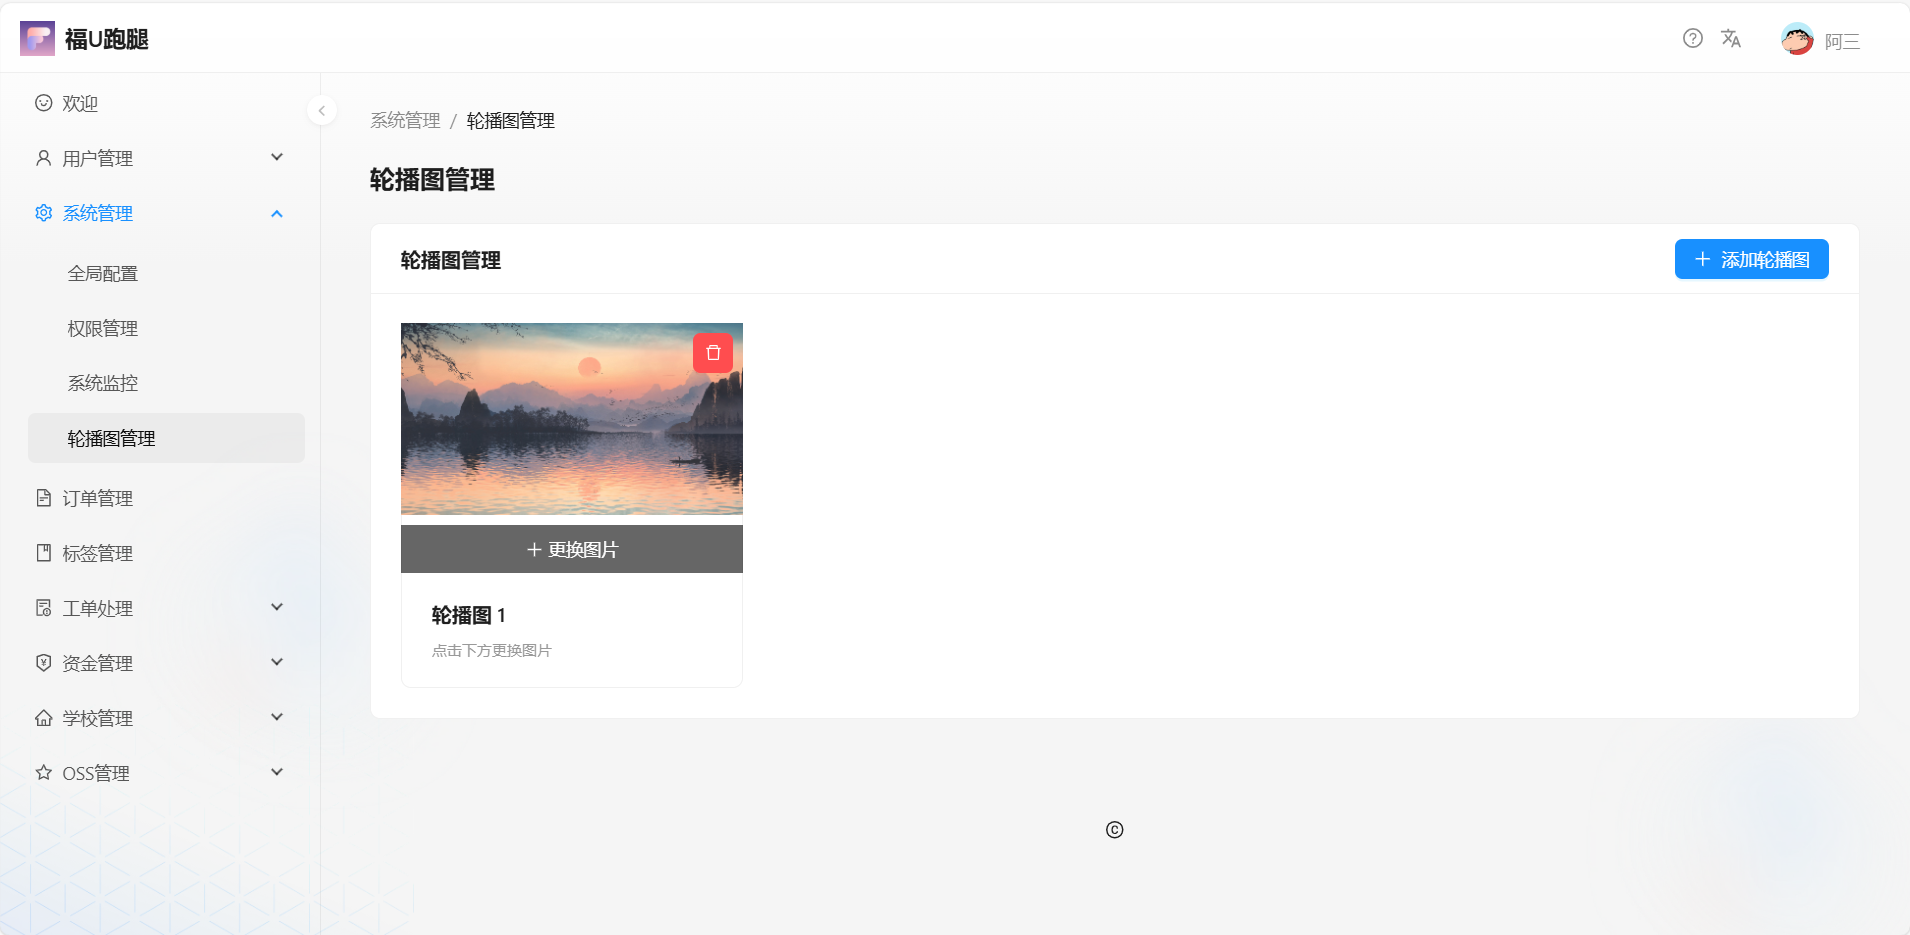 福U跑腿
阿三
欢迎
用户管理
系统管理
全局配置
权限管理
系统监控
轮播图管理
订单管理
标签管理
工单处理
资金管理
学校管理
OSS管理
系统管理 / 轮播图管理
轮播图管理
轮播图管理
添加轮播图
更换图片
轮播图 1
点击下方更换图片
©